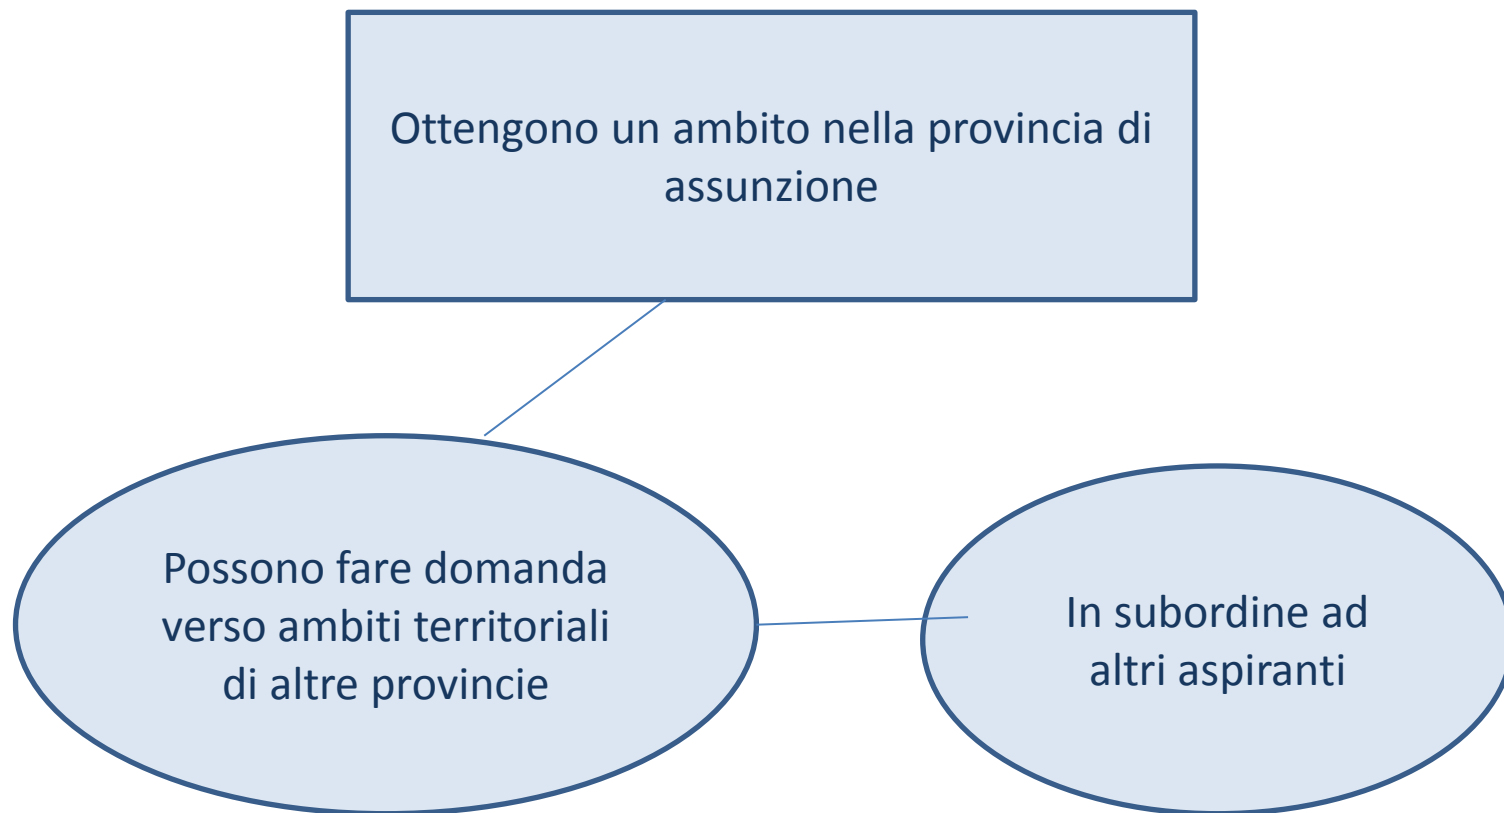 Ottengono un ambito nella provincia di
assunzione
Possono fare domanda
verso ambiti territoriali
di altre provincie
In subordine ad
altri aspiranti